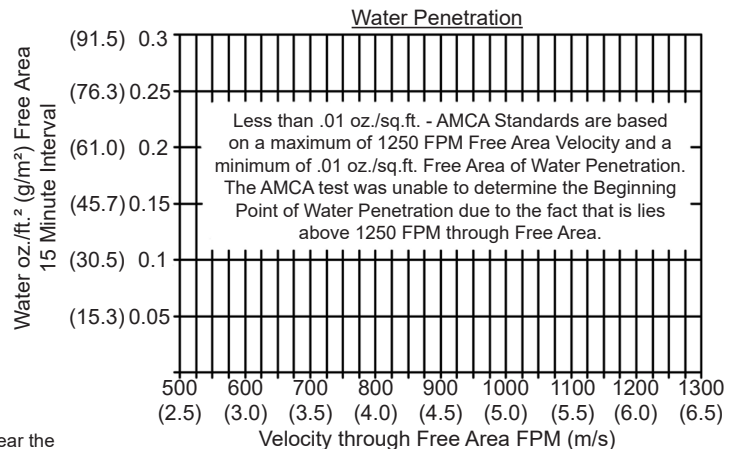 Water Penetration
Water oz./ft.² (g/m²) Free Area
15 Minute Interval
(91.5) 0.3
(76.3) 0.25
(61.0) 0.2
(45.7) 0.15
(30.5) 0.1
(15.3) 0.05
Less than .01 oz./sq.ft. - AMCA Standards are based
on a maximum of 1250 FPM Free Area Velocity and a
minimum of .01 oz./sq.ft. Free Area of Water Penetration.
The AMCA test was unable to determine the Beginning
Point of Water Penetration due to the fact that is lies
above 1250 FPM through Free Area.
500 600 700 800 900 1000 1100 1200 1300
(2.5) (3.0) (3.5) (4.0) (4.5) (5.0) (5.5) (6.0) (6.5)
Velocity through Free Area FPM (m/s)
ear the